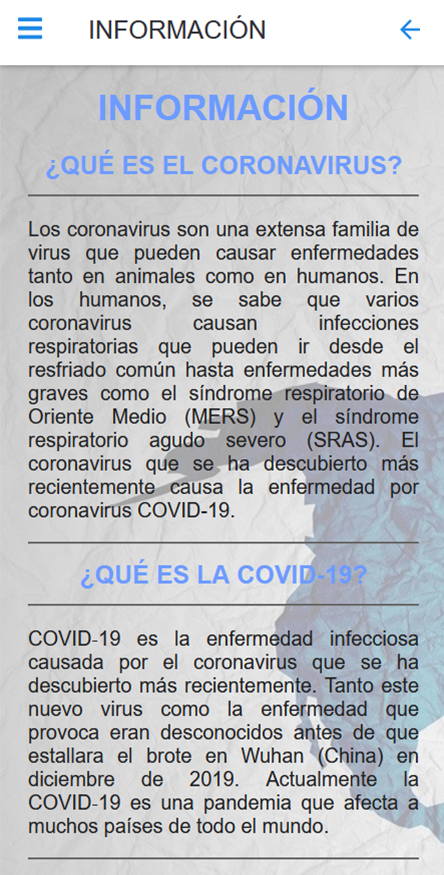 INFORMACIÓN
INFORMACIÓN
¿QUÉ ES EL CORONAVIRUS?
Los coronavirus son una extensa familia de
virus que pueden causar enfermedades
tanto en animales como en humanos. En
los humanos, se sabe que varios
coronavirus causan infecciones
respiratorias que pueden ir desde el
resfriado común hasta enfermedades más
graves como el síndrome respiratorio de
Oriente Medio (MERS) y el síndrome
respiratorio agudo severo (SRAS). El
coronavirus que se ha descubierto más
recientemente causa la enfermedad por
coronavirus COVID-19.
¿QUÉ ES LA COVID-19?
COVID-19 es la enfermedad infecciosa
causada por el coronavirus que se ha
descubierto más recientemente. Tanto este
nuevo virus como la enfermedad que
provoca eran desconocidos antes de que
estallara el brote en Wuhan (China) en
diciembre de 2019. Actualmente la
COVID-19 es una pandemia que afecta a
muchos países de todo el mundo.